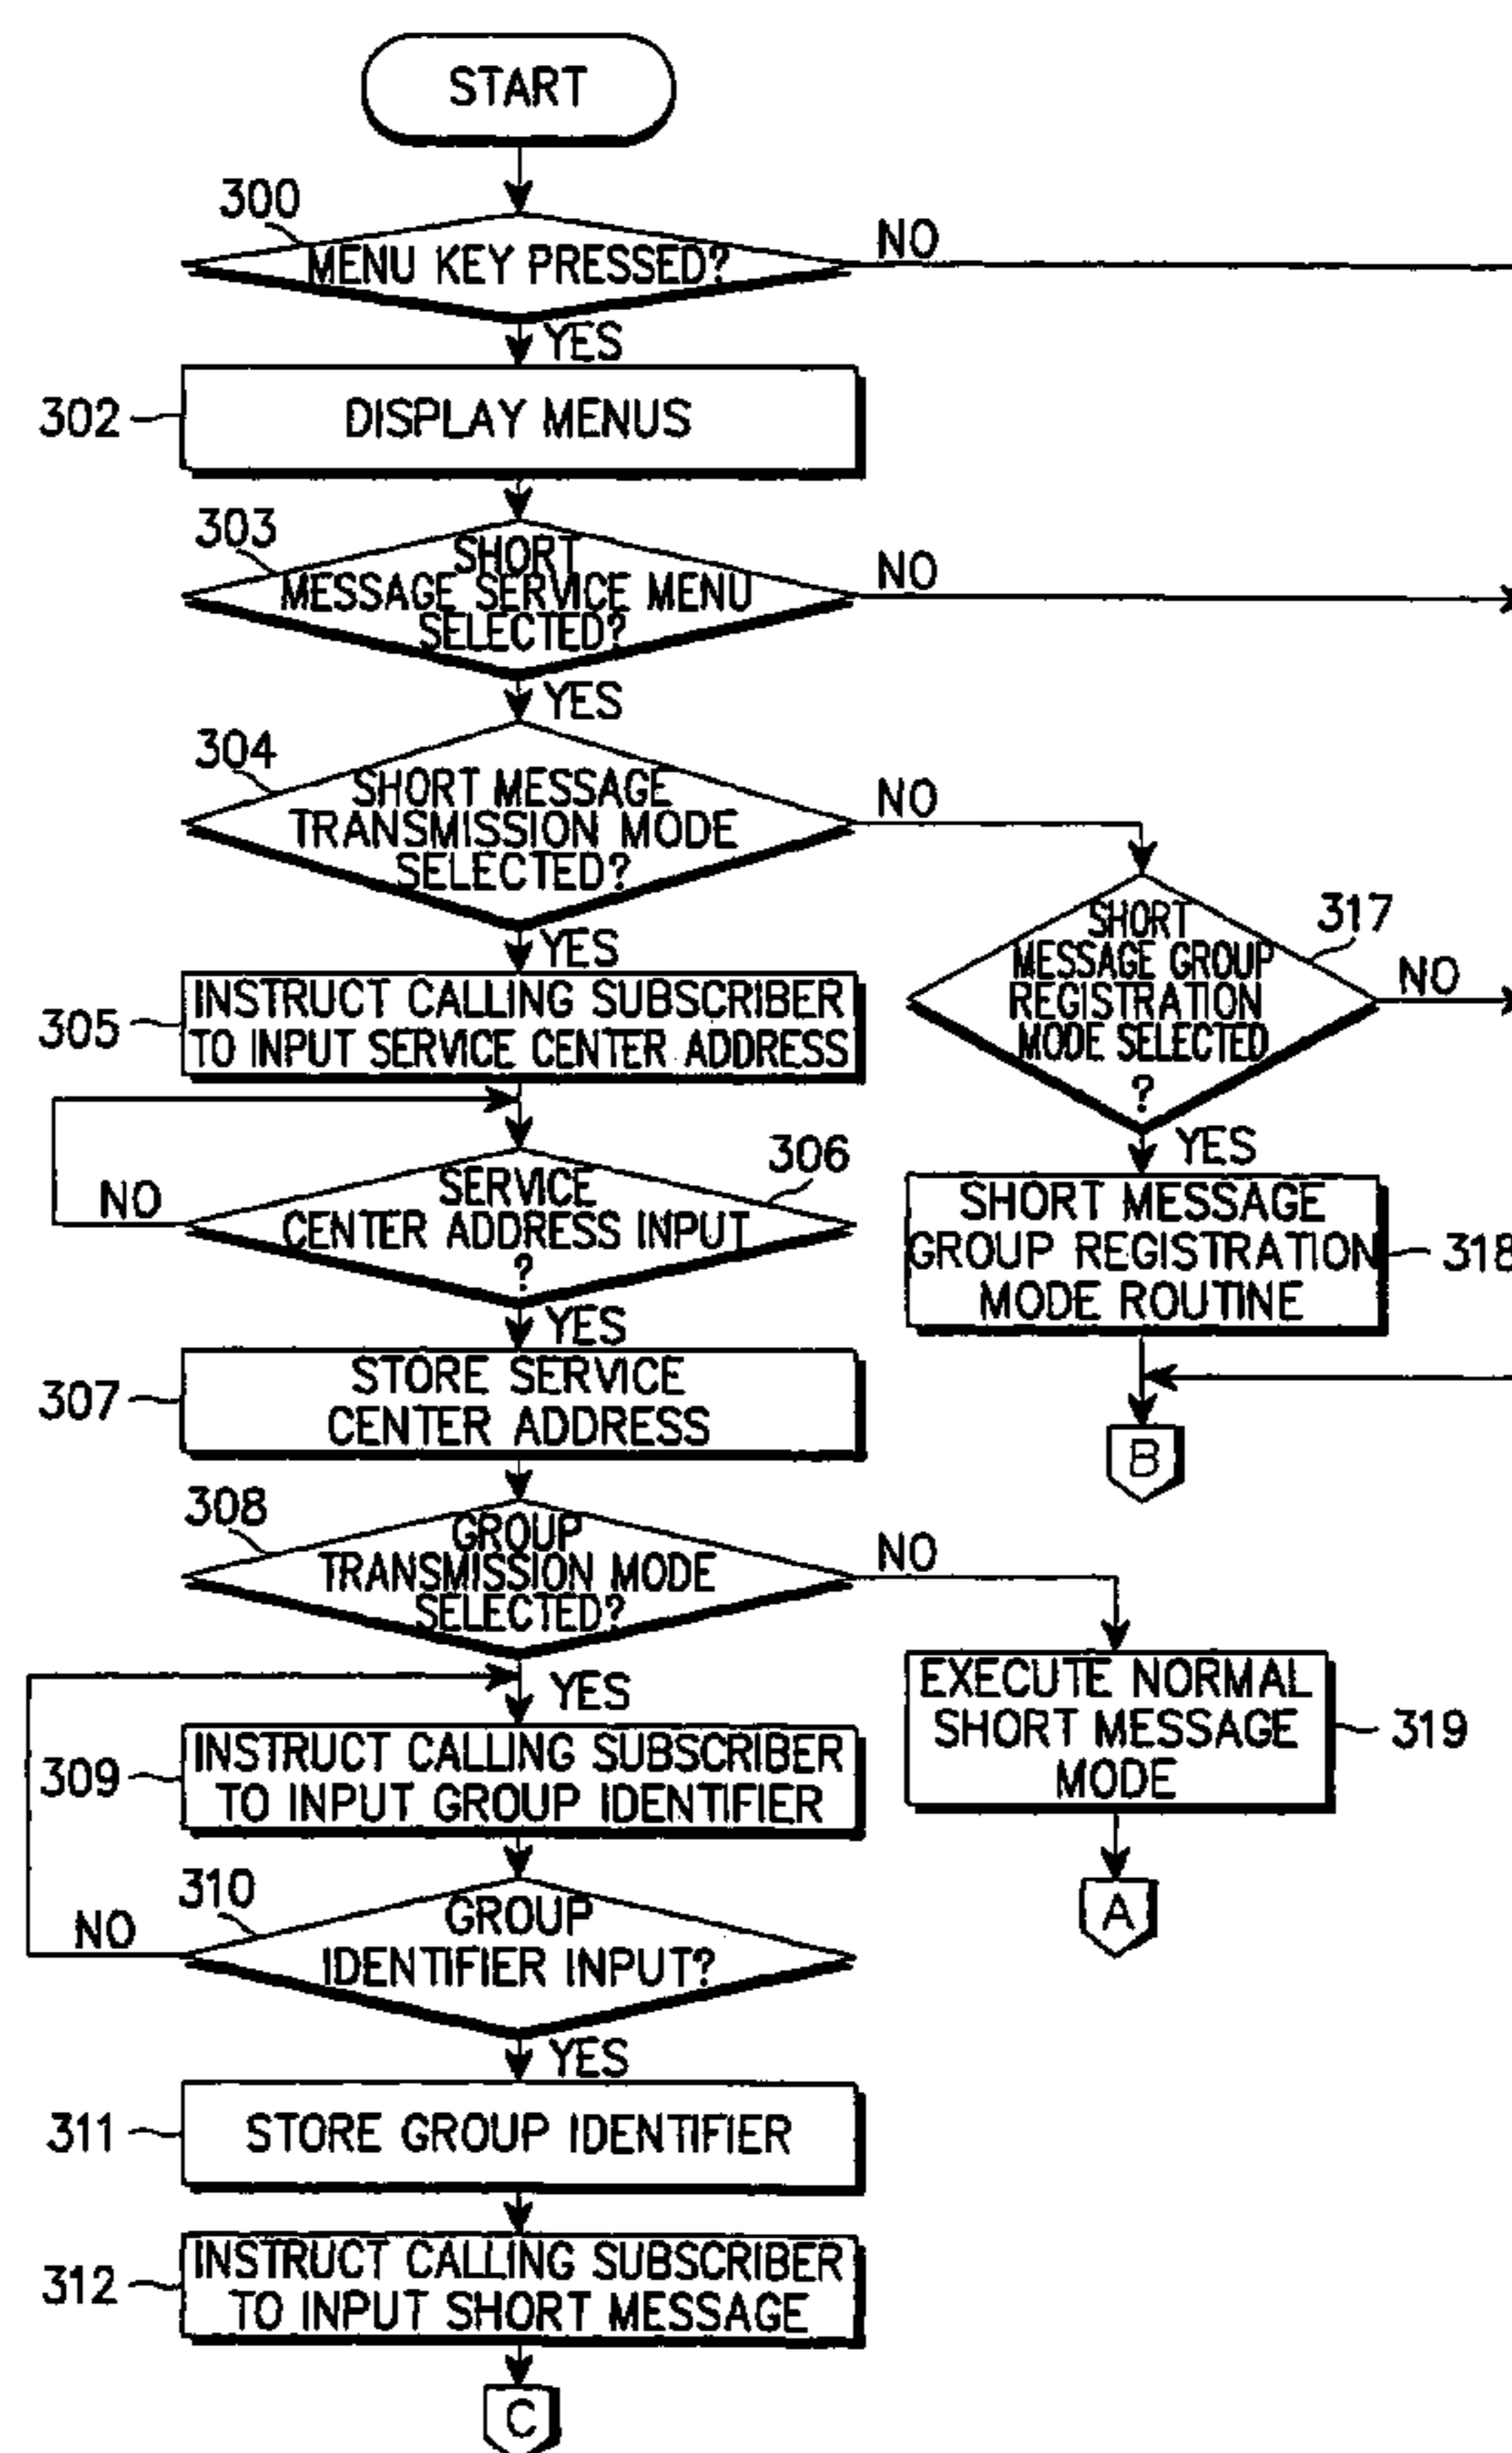 START
300
MENU KEY PRESSED?
NO
YES
302
DISPLAY MENUS
303
SHORT
MESSAGE SERVICE MENU
SELECTED?
NO
YES
304
SHORT MESSAGE
TRANSMISSION MODE
SELECTED?
NO
YES
317
SHORT
MESSAGE GROUP
REGISTRATION
MODE SELECTED
?
NO
YES
305
INSTRUCT CALLING SUBSCRIBER
TO INPUT SERVICE CENTER ADDRESS
306
SERVICE
CENTER ADDRESS INPUT
?
NO
YES
SHORT MESSAGE
GROUP REGISTRATION
MODE ROUTINE
318
307
STORE SERVICE
CENTER ADDRESS
B
308
GROUP
TRANSMISSION MODE
SELECTED?
NO
YES
309
INSTRUCT CALLING SUBSCRIBER
TO INPUT GROUP IDENTIFIER
EXECUTE NORMAL
SHORT MESSAGE
MODE
319
A
310
GROUP
IDENTIFIER INPUT?
NO
YES
311
STORE GROUP IDENTIFIER
312
INSTRUCT CALLING SUBSCRIBER
TO INPUT SHORT MESSAGE
C